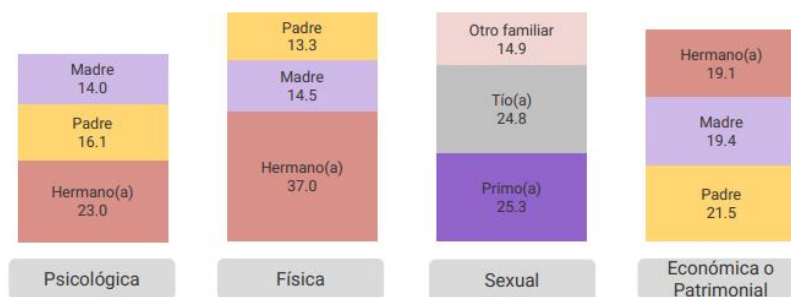 Madre
14.0
Padre
16.1
Hermano(a)
23.0
Psicológica
Padre
13.3
Madre
14.5
Hermano(a)
37.0
Física
Otro familiar
14.9
Tío(a)
24.8
Primo(a)
25.3
Sexual
Hermano(a)
19.1
Madre
19.4
Padre
21.5
Económica o
Patrimonial